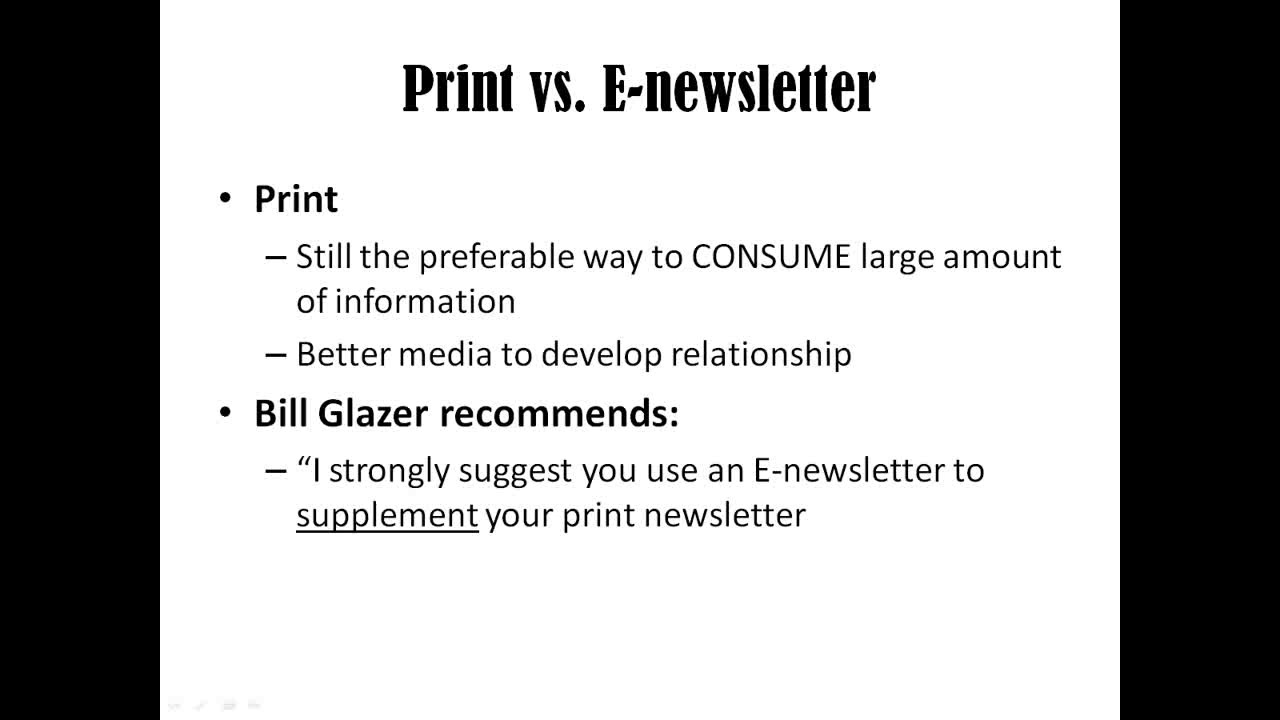 Print vs. E-newsletter
• Print
– Still the preferable way to CONSUME large amount
of information
– Better media to develop relationship
• Bill Glazer recommends:
– “I strongly suggest you use an E-newsletter to
supplement your print newsletter